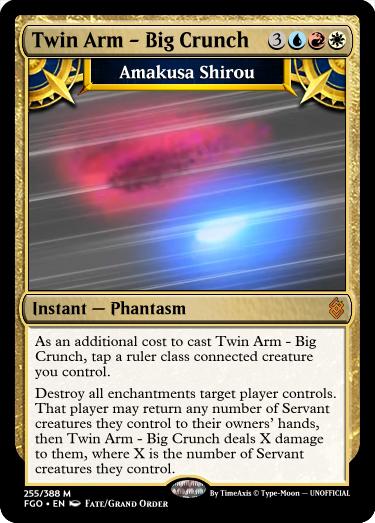 Twin Arm - Big Crunch 3
Amakusa Shirou
Instant — Phantasm
As an additional cost to cast Twin Arm - Big
Crunch, tap a ruler class connected creature
you control.
Destroy all enchantments target player controls.
That player may return any number of Servant
creatures they control to their owners' hands,
then Twin Arm - Big Crunch deals X damage
to them, where X is the number of Servant
creatures they control.
255/388 M
FGO • EN Fate/Grand Order
By TimeAxis © Type-Moon — UNOFFICIAL